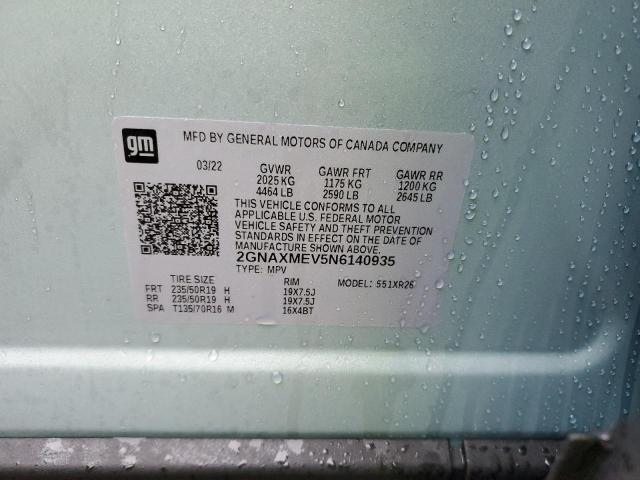 gm
MFD BY GENERAL MOTORS OF CANADA COMPANY
03/22 GVWR GAWR FRT GAWR RR
2025 KG 1175 KG 1200 KG
4464 LB 2590 LB 2645 LB
THIS VEHICLE CONFORMS TO ALL
APPLICABLE U.S. FEDERAL MOTOR
VEHICLE SAFETY AND THEFT PREVENTION
STANDARDS IN EFFECT ON THE DATE OF
MANUFACTURE SHOWN ABOVE.
2GNAXMEV5N6140935
TYPE: MPV
TIRE SIZE RIM MODEL: 551XR26
FRT 235/50R19 H 19X7.5J
RR 235/50R19 H 19X7.5J
SPA T135/70R16 M 16X4BT